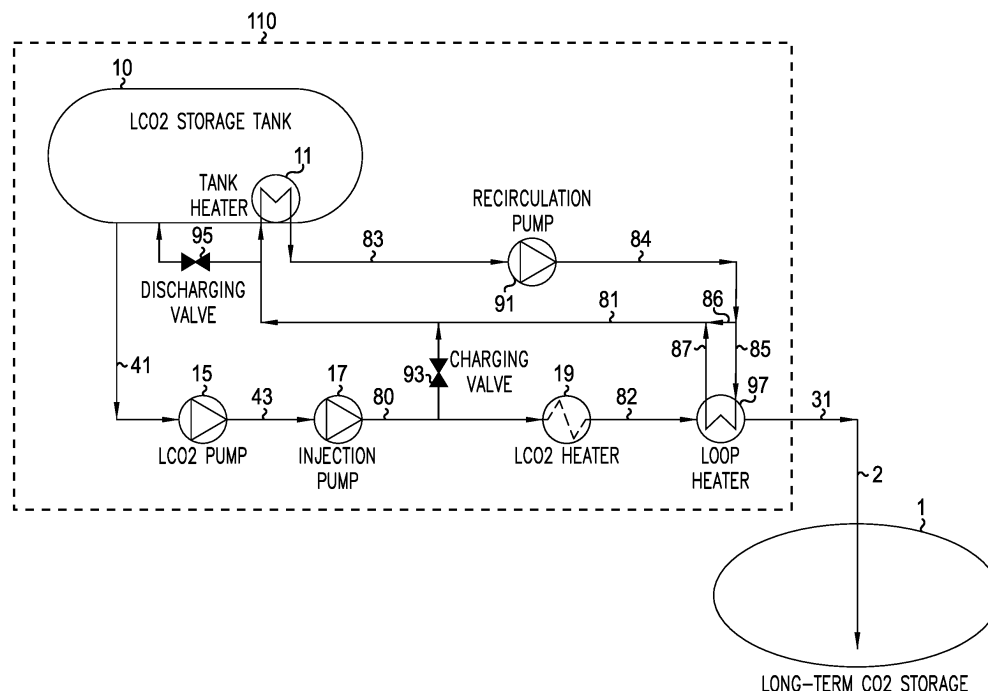 110
10
LCO2 STORAGE TANK
11
TANK
HEATER
RECIRCULATION
PUMP
95
83
84
91
DISCHARGING
VALVE
81
86
41
93
CHARGING
VALVE
87
85
15
43
17
80
19
82
97
31
LCO2 PUMP
INJECTION
PUMP
LCO2 HEATER
LOOP
HEATER
2
1
LONG-TERM CO2 STORAGE